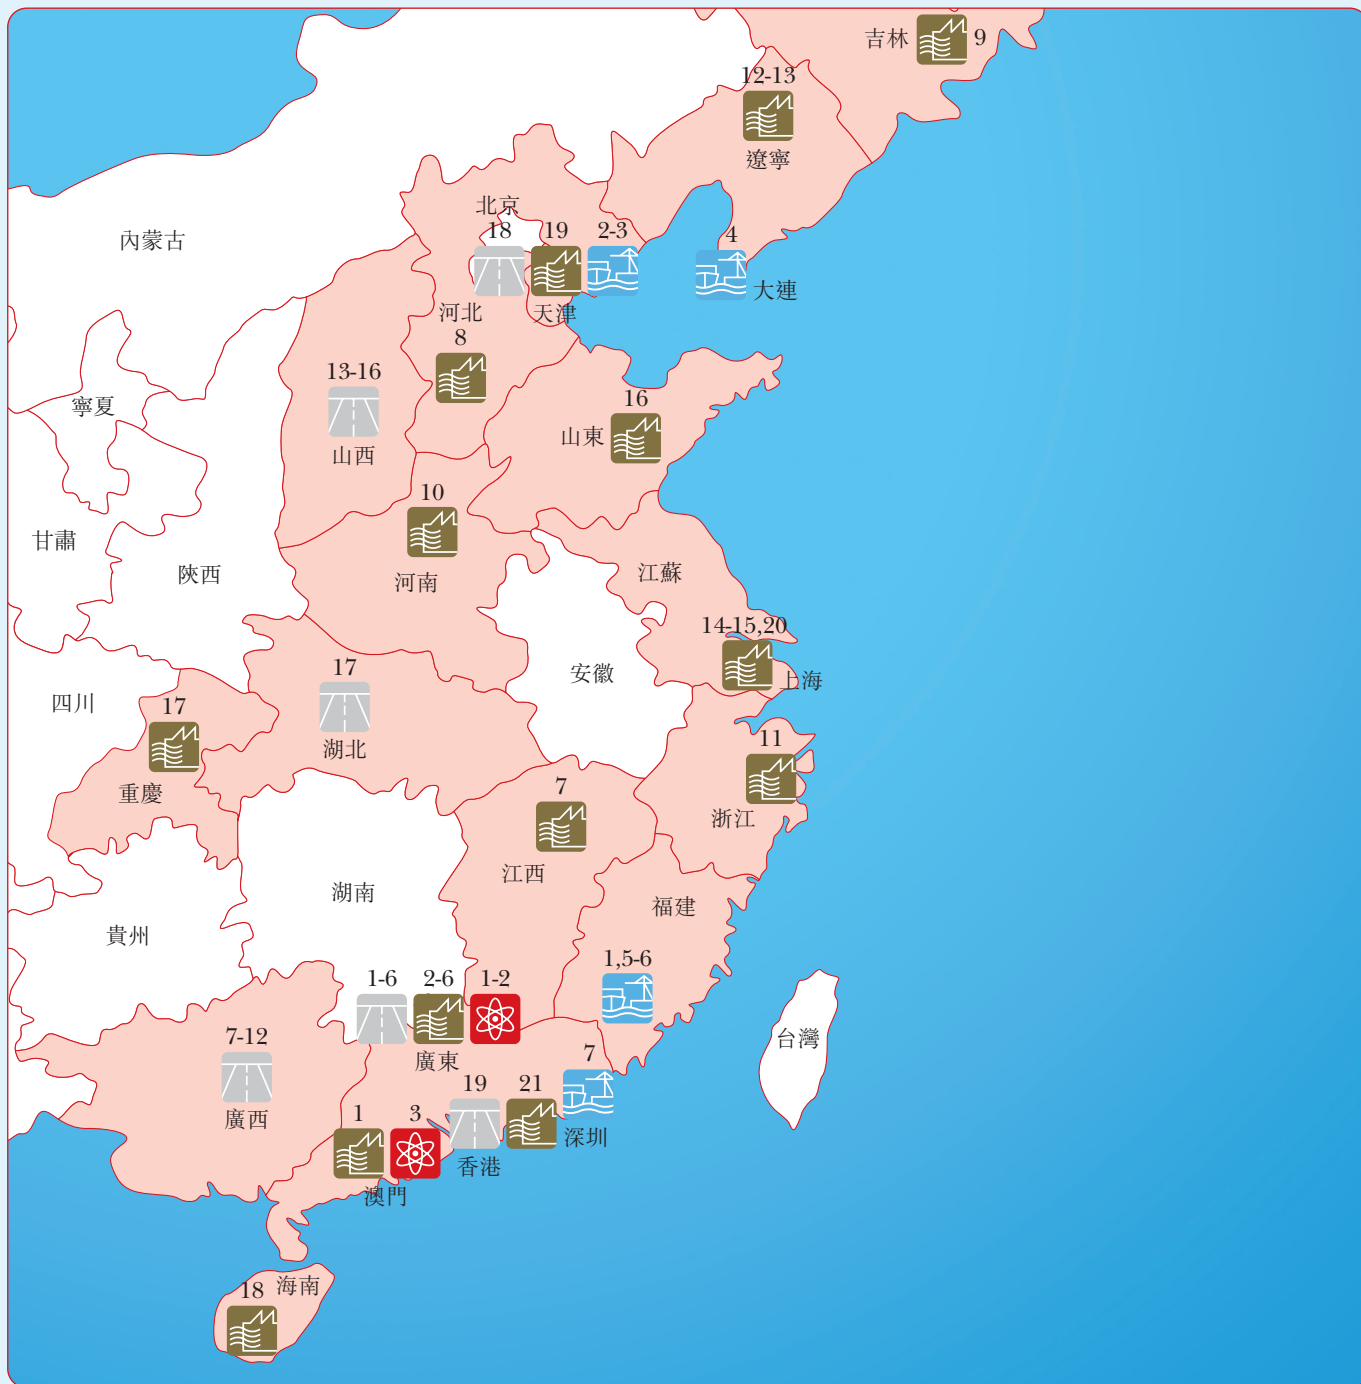 吉林
9
12-13
遼寧
北京
18
19
2-3
4
內蒙古
大連
河北
天津
8
13-16
寧夏
16
山東
山西
10
甘肅
陝西
河南
江蘇
14-15,20
安徽
上海
17
四川
17
湖北
11
重慶
7
浙江
江西
湖南
福建
貴州
1,5-6
1-6
2-6
1-2
廣東
台灣
7-12
7
廣西
19
21
深圳
1
3
香港
澳門
18
海南